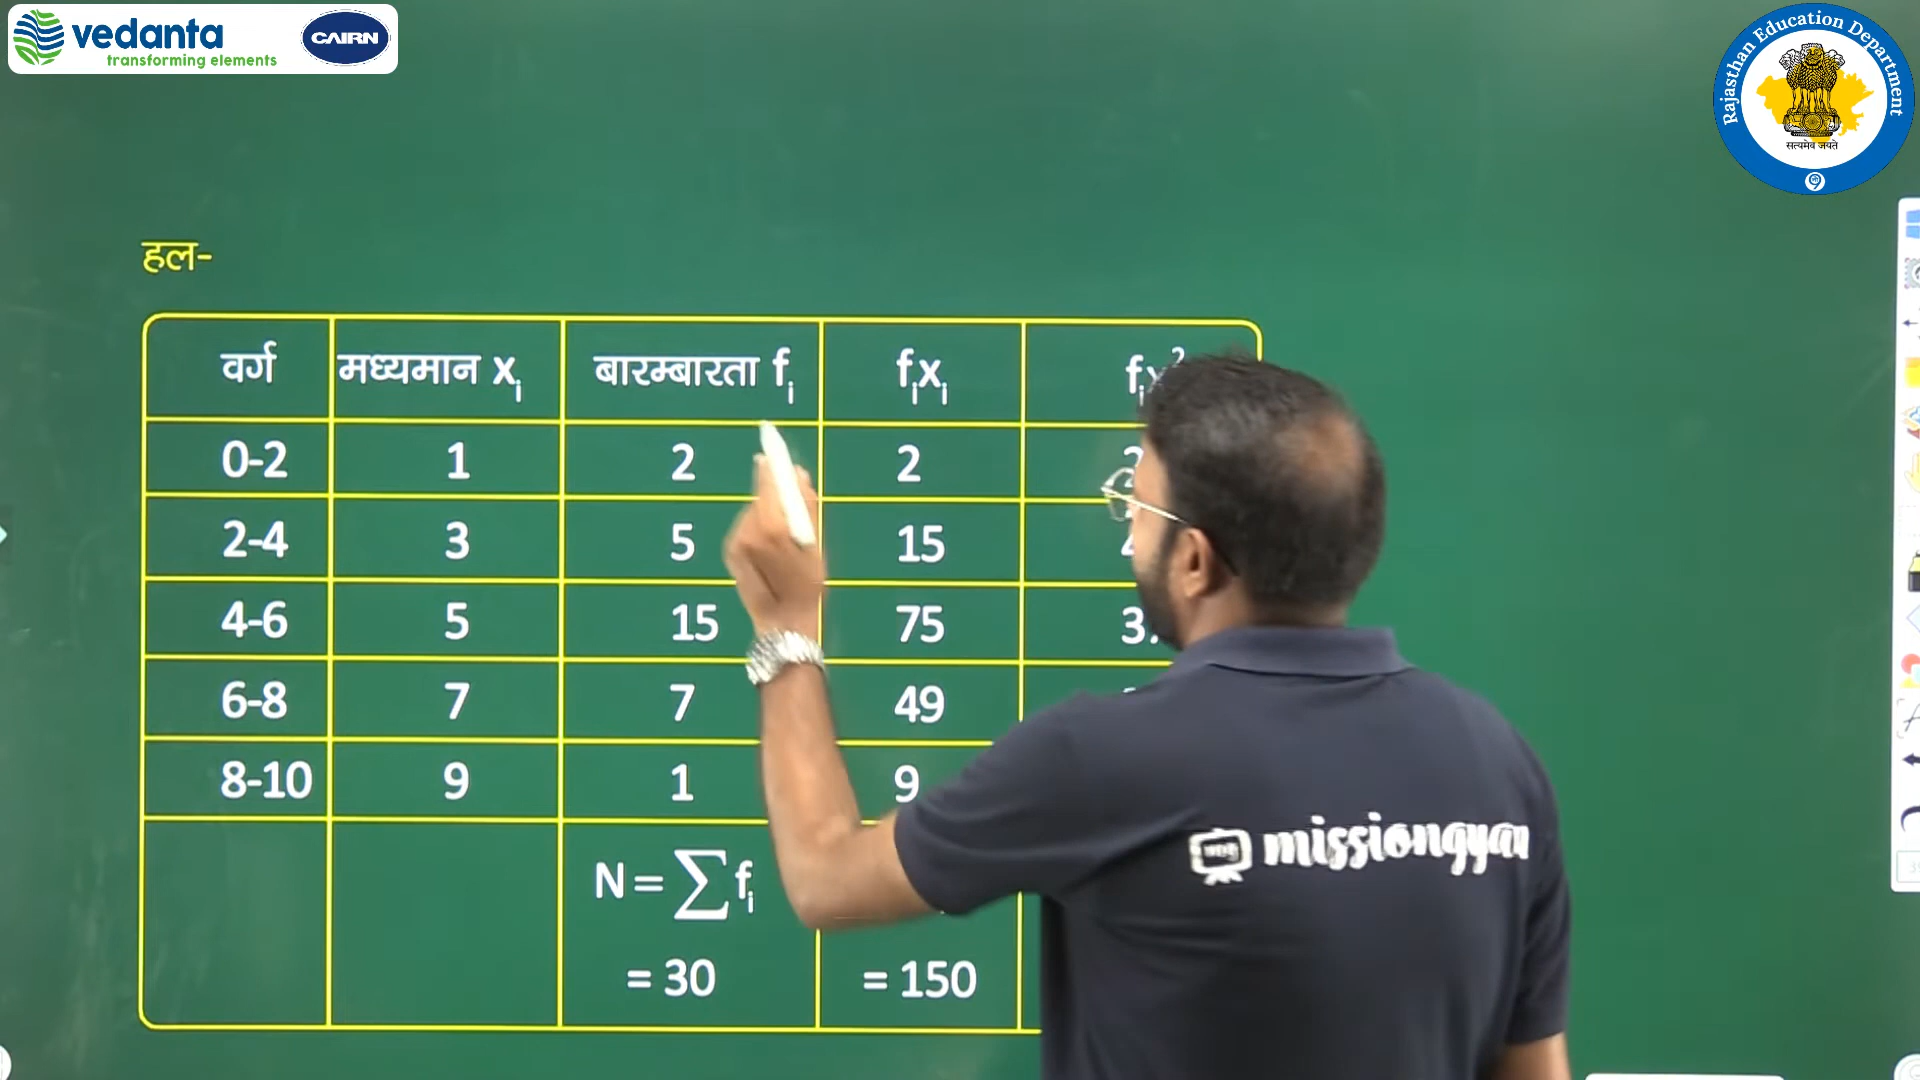 vedanta
transforming elements
CAIRN
Rajasthan Education Department
सत्यमेव जयते
हल-
वर्ग मध्यमान xi बारम्बारता fi fixi
0-2 1 2 2
2-4 3 5 15
4-6 5 15 75
6-8 7 7 49
8-10 9 1 9
N = ∑fi
= 30 = 150
missiongyan